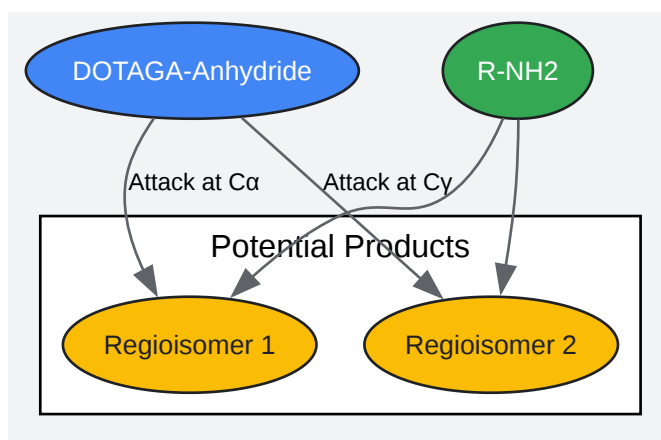 DOTAGA-Anhydride
R-NH2
Attack at Cα
Attack at Cγ
Potential Products
Regioisomer 1
Regioisomer 2